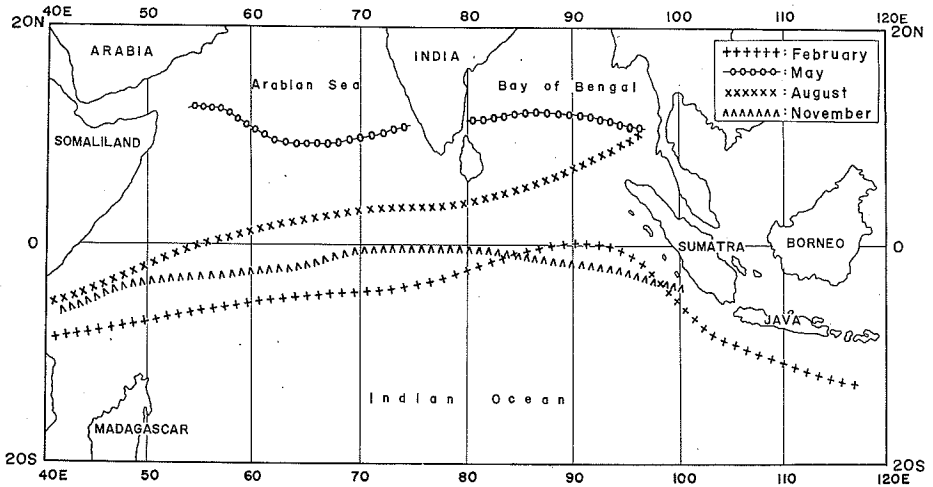 40E 50 60 70 80 90 100 110 120E
20N 20N
ARABIA
INDIA
Arabian Sea
Bay of Bengal
+++++++: February
-ooooo-: May
xxxxxx: August
ʌʌʌʌʌʌʌ: November
SOMALILAND
0 0
SUMATRA
BORNEO
JAVA
Indian Ocean
MADAGASCAR
20S 20S
40E 50 60 70 80 90 100 110 120E